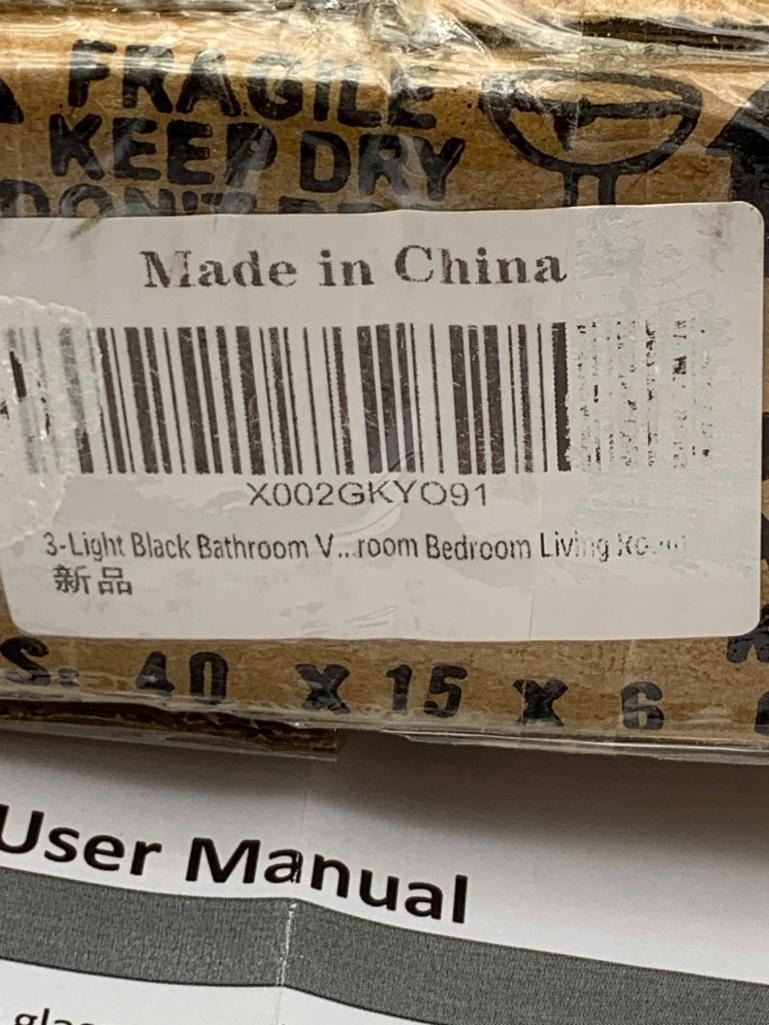 FRAGILE
KEEP DRY
DON'T
Made in China
X002GKYO91
3-Light Black Bathroom V...room Bedroom Living
新品
S: 40 X 15 X 6
User Manual